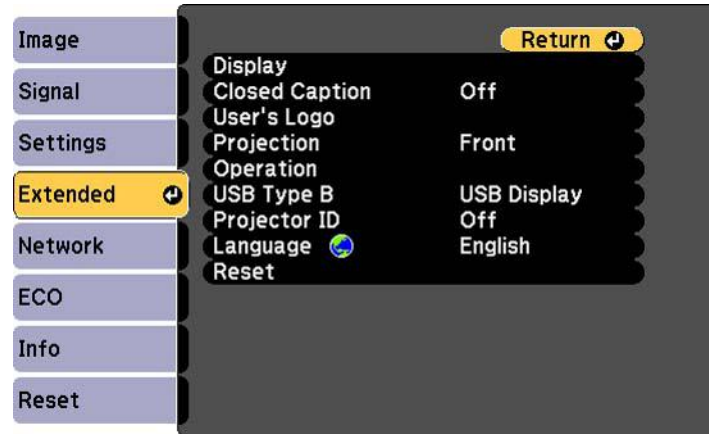 Image
Signal
Settings
Extended
Network
ECO
Info
Reset
Return
Display
Closed Caption Off
User's Logo
Projection Front
Operation
USB Type B USB Display
Projector ID Off
Language English
Reset